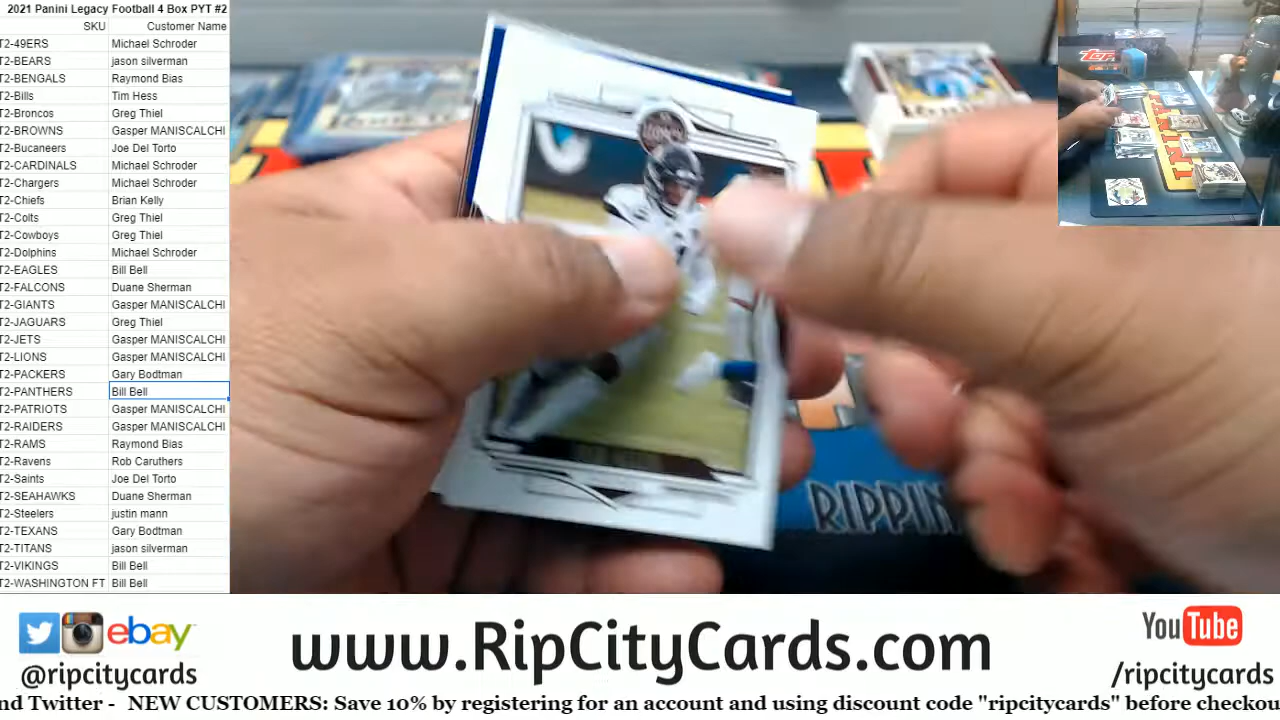 2021 Panini Legacy Football 4 Box PYT #2
SKU Customer Name
T2-49ERS Michael Schroder
T2-BEARS jason silverman
T2-BENGALS Raymond Bias
T2-Bills Tim Hess
T2-Broncos Greg Thiel
T2-BROWNS Gasper MANISCALCHI
T2-Bucaneers Joe Del Torto
T2-CARDINALS Michael Schroder
T2-Chargers Michael Schroder
T2-Chiefs Brian Kelly
T2-Colts Greg Thiel
T2-Cowboys Greg Thiel
T2-Dolphins Michael Schroder
T2-EAGLES Bill Bell
T2-FALCONS Duane Sherman
T2-GIANTS Gasper MANISCALCHI
T2-JAGUARS Greg Thiel
T2-JETS Gasper MANISCALCHI
T2-LIONS Gasper MANISCALCHI
T2-PACKERS Gary Bodtman
T2-PANTHERS Bill Bell
T2-PATRIOTS Gasper MANISCALCHI
T2-RAIDERS Gasper MANISCALCHI
T2-RAMS Raymond Bias
T2-Ravens Rob Caruthers
T2-Saints Joe Del Torto
T2-SEAHAWKS Duane Sherman
T2-Steelers justin mann
T2-TEXANS Gary Bodtman
T2-TITANS jason silverman
T2-VIKINGS Bill Bell
T2-WASHINGTON FT Bill Bell
RIPPIN
ebay
@ripcitycards
www.RipCityCards.com
YouTube
/ripcitycards
nd Twitter - NEW CUSTOMERS: Save 10% by registering for an account and using discount code "ripcitycards" before checkou